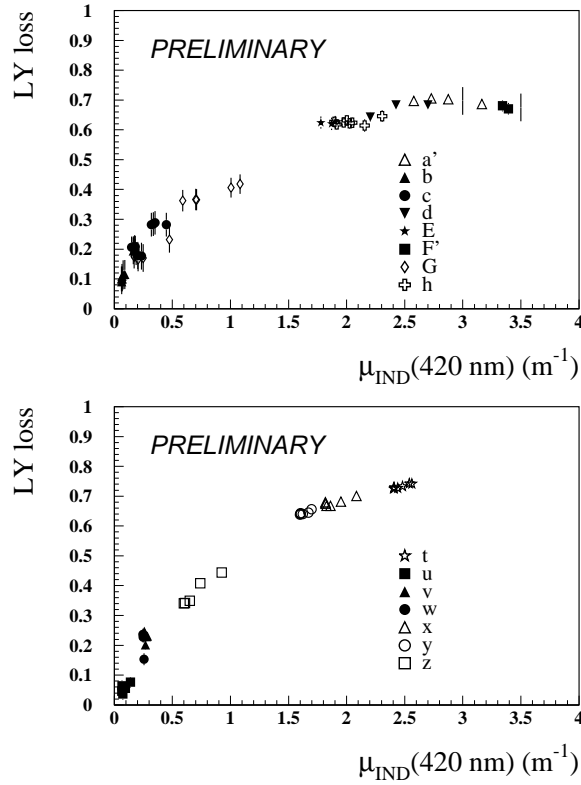 LY loss
PRELIMINARY
1
0.9
0.8
0.7
0.6
0.5
0.4
0.3
0.2
0.1
0
a'
b
c
d
E
F'
G
h
0 0.5 1 1.5 2 2.5 3 3.5 4
μIND(420 nm) (m-1)
LY loss
PRELIMINARY
1
0.9
0.8
0.7
0.6
0.5
0.4
0.3
0.2
0.1
0
t
u
v
w
x
y
z
0 0.5 1 1.5 2 2.5 3 3.5 4
μIND(420 nm) (m-1)